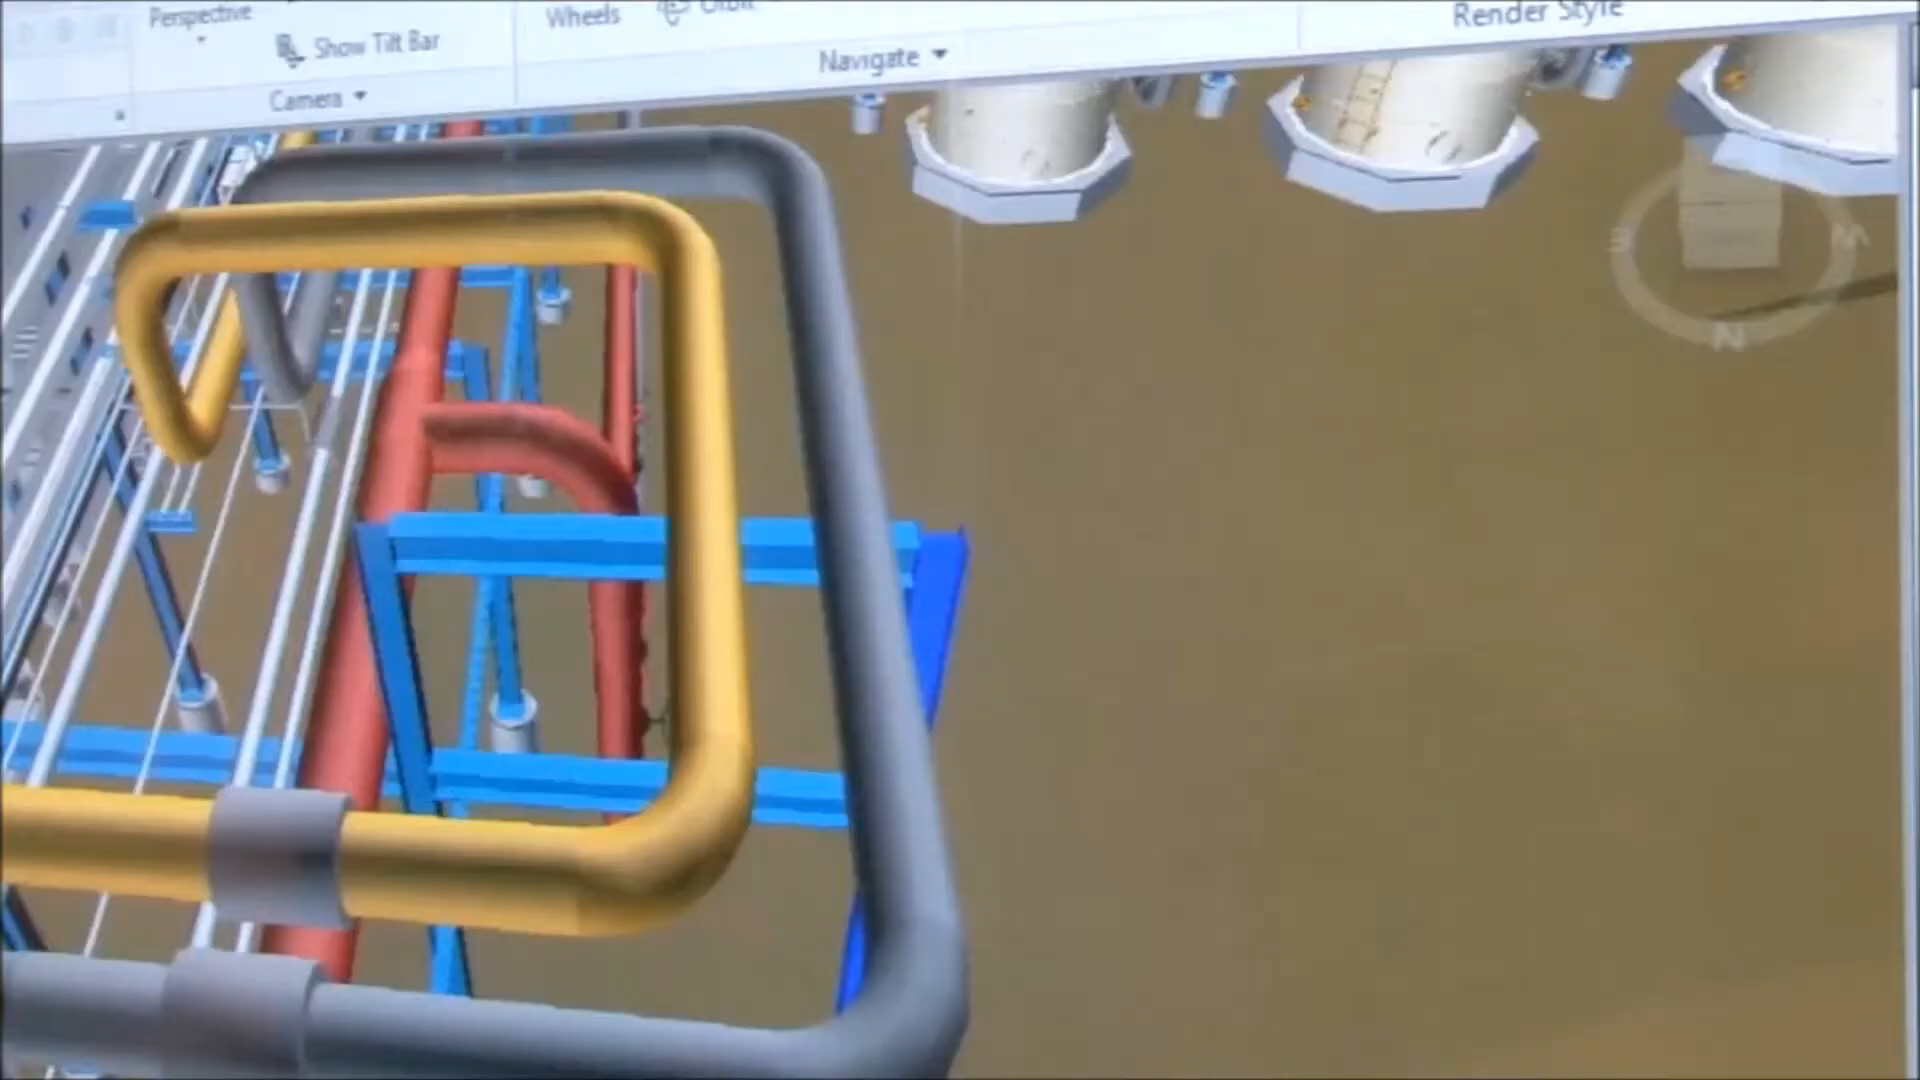 Perspective
Show Tilt Bar
Camera
Wheels
Orbit
Navigate
Render Style
N